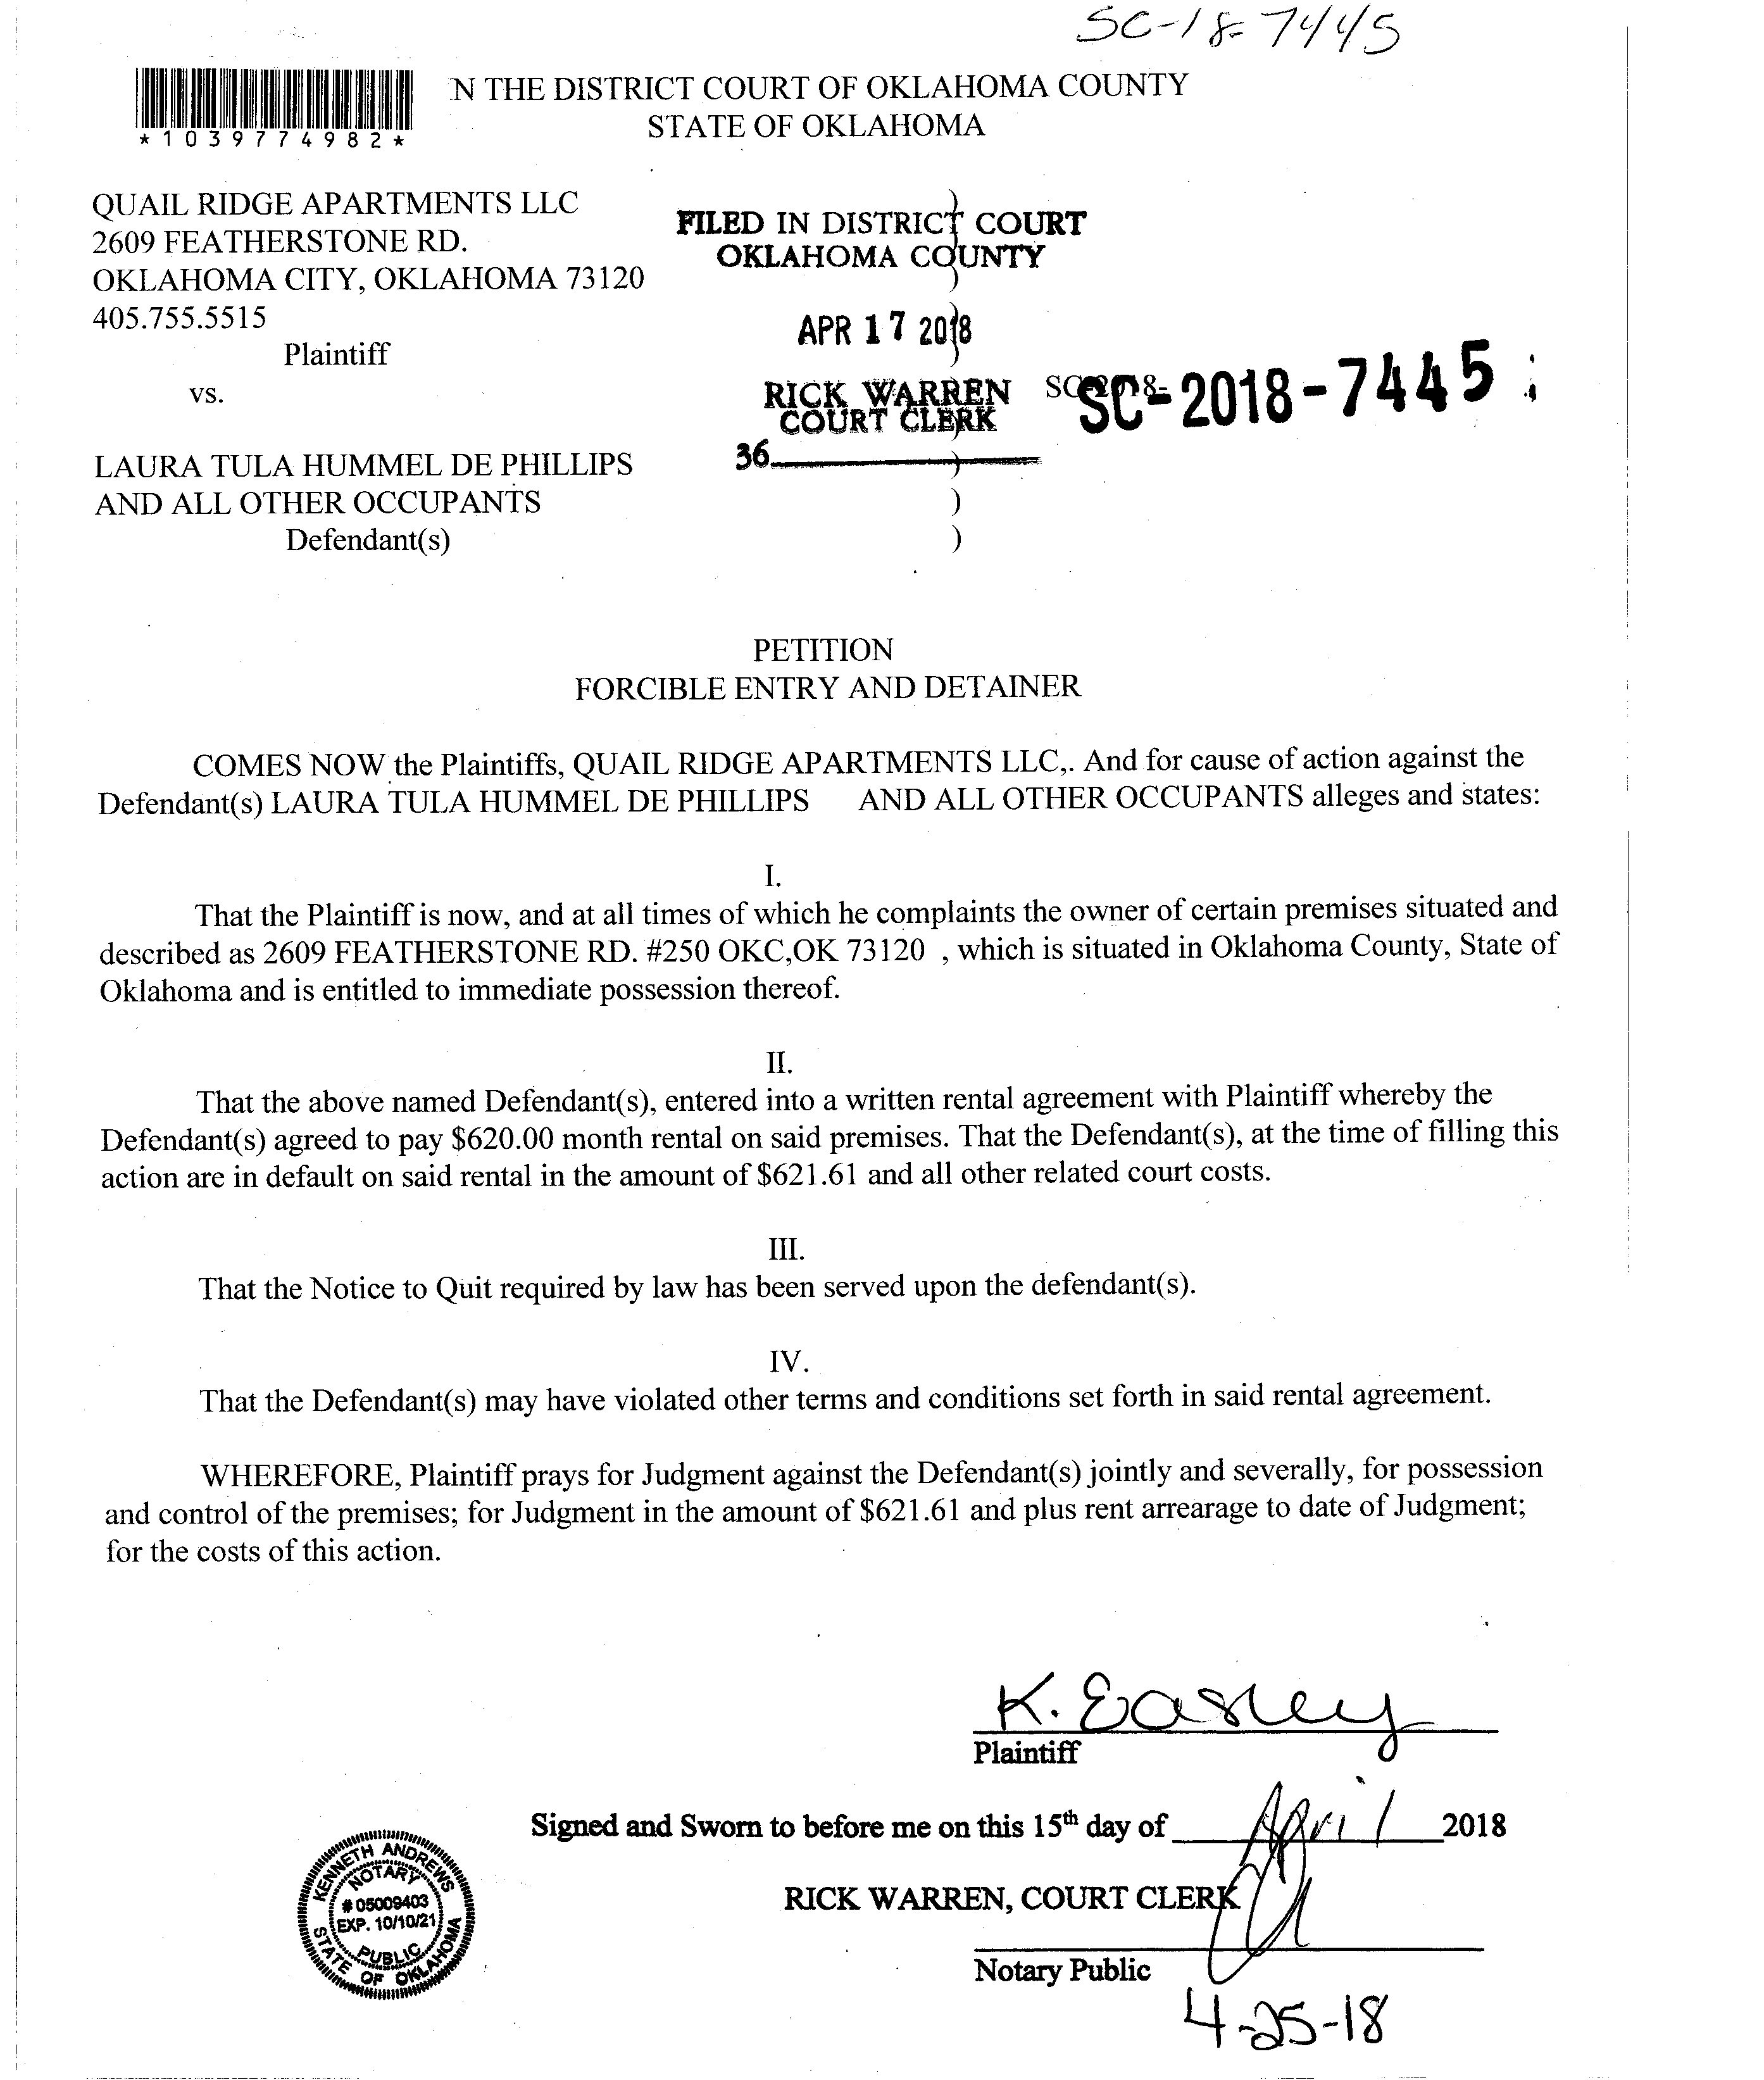 SC-18-7445
N THE DISTRICT COURT OF OKLAHOMA COUNTY
STATE OF OKLAHOMA
*1039774982*
QUAIL RIDGE APARTMENTS LLC
2609 FEATHERSTONE RD.
OKLAHOMA CITY, OKLAHOMA 73120
405.755.5515
Plaintiff
vs.
LAURA TULA HUMMEL DE PHILLIPS
AND ALL OTHER OCCUPANTS
Defendant(s)
)
FILED IN DISTRICT COURT
OKLAHOMA COUNTY
)
APR 17 2018
)
RICK WARREN
COURT CLERK
36
)
)
)
SC-2018-
SC-2018-7445
PETITION
FORCIBLE ENTRY AND DETAINER
COMES NOW the Plaintiffs, QUAIL RIDGE APARTMENTS LLC,. And for cause of action against the
Defendant(s) LAURA TULA HUMMEL DE PHILLIPS AND ALL OTHER OCCUPANTS alleges and states:
I.
That the Plaintiff is now, and at all times of which he complaints the owner of certain premises situated and
described as 2609 FEATHERSTONE RD. #250 OKC,OK 73120 , which is situated in Oklahoma County, State of
Oklahoma and is entitled to immediate possession thereof.
II.
That the above named Defendant(s), entered into a written rental agreement with Plaintiff whereby the
Defendant(s) agreed to pay $620.00 month rental on said premises. That the Defendant(s), at the time of filling this
action are in default on said rental in the amount of $621.61 and all other related court costs.
III.
That the Notice to Quit required by law has been served upon the defendant(s).
IV.
That the Defendant(s) may have violated other terms and conditions set forth in said rental agreement.
WHEREFORE, Plaintiff prays for Judgment against the Defendant(s) jointly and severally, for possession
and control of the premises; for Judgment in the amount of $621.61 and plus rent arrearage to date of Judgment;
for the costs of this action.
K. Easley
Plaintiff
Signed and Sworn to before me on this 15th day of April 2018
RICK WARREN, COURT CLERK
Notary Public
4-25-18
KENNETH ANDREWS
NOTARY
# 05009403
EXP. 10/10/21
PUBLIC
STATE OF OKLAHOMA